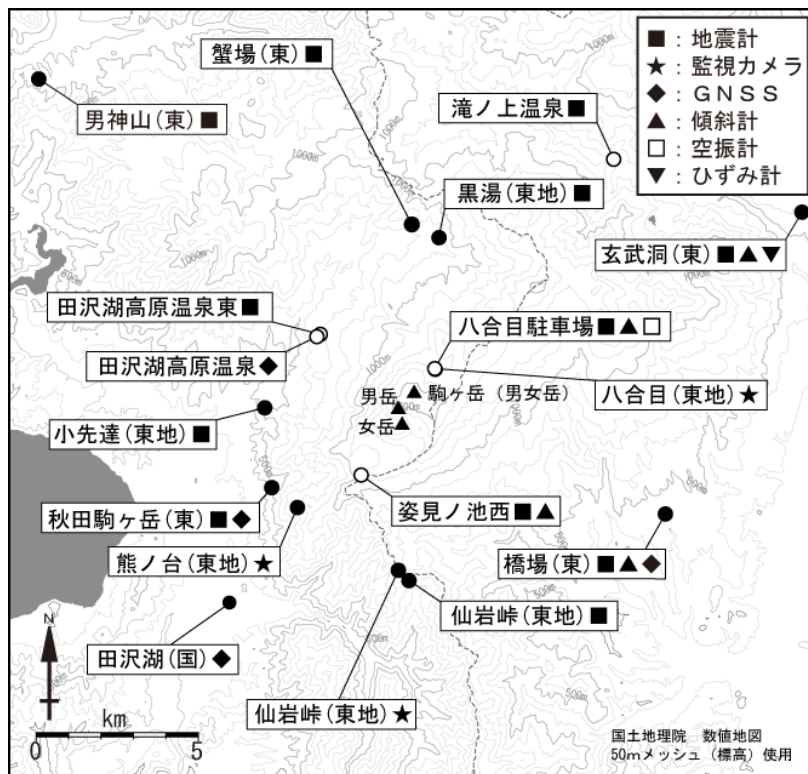 蟹場(東)■
■:地震計
★:監視カメラ
◆:GNSS
▲:傾斜計
□:空振計
▼:ひずみ計
男神山(東)■
滝ノ上温泉■
黒湯(東地)■
玄武洞(東)■▲▼
田沢湖高原温泉東■
八合目駐車場■▲□
田沢湖高原温泉◆
八合目(東地)★
男岳
駒ヶ岳(男女岳)
女岳
小先達(東地)■
秋田駒ヶ岳(東)■◆
姿見ノ池西■▲
熊ノ台(東地)★
橋場(東)■▲◆
仙岩峠(東地)■
田沢湖(国)◆
仙岩峠(東地)★
N
km
0 5
国土地理院 数値地図
50mメッシュ(標高)使用
1000m
1000m
1000m
500m
500m
500m